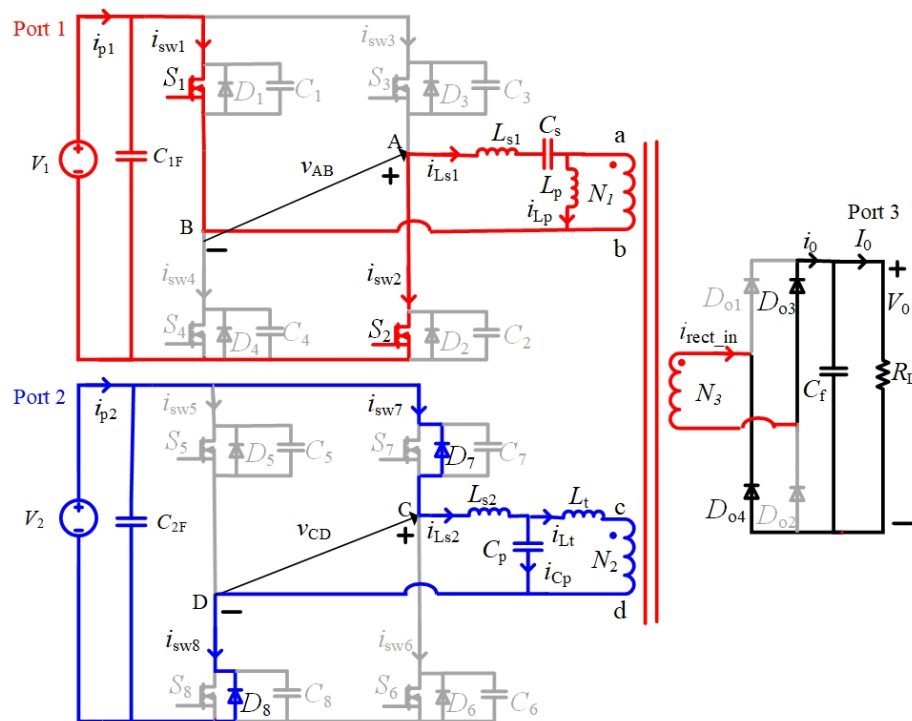 Port 1
i_p1
i_sw1
i_sw3
S_1
D_1
C_1
S_3
D_3
C_3
V_1
C_1F
v_AB
A
+
i_Ls1
L_s1
C_s
L_p
i_Lp
N_1
a
b
B
−
i_sw4
i_sw2
S_4
D_4
C_4
S_2
D_2
C_2
Port 3
i_0
I_0
+
V_0
D_o1
D_o3
i_rect_in
N_3
C_f
R_L
D_o4
D_o2
−
Port 2
i_p2
i_sw5
i_sw7
S_5
D_5
C_5
S_7
D_7
C_7
V_2
C_2F
v_CD
C
+
i_Ls2
L_s2
L_t
i_Lt
C_p
i_Cp
c
N_2
d
D
−
i_sw8
i_sw6
S_8
D_8
C_8
S_6
D_6
C_6